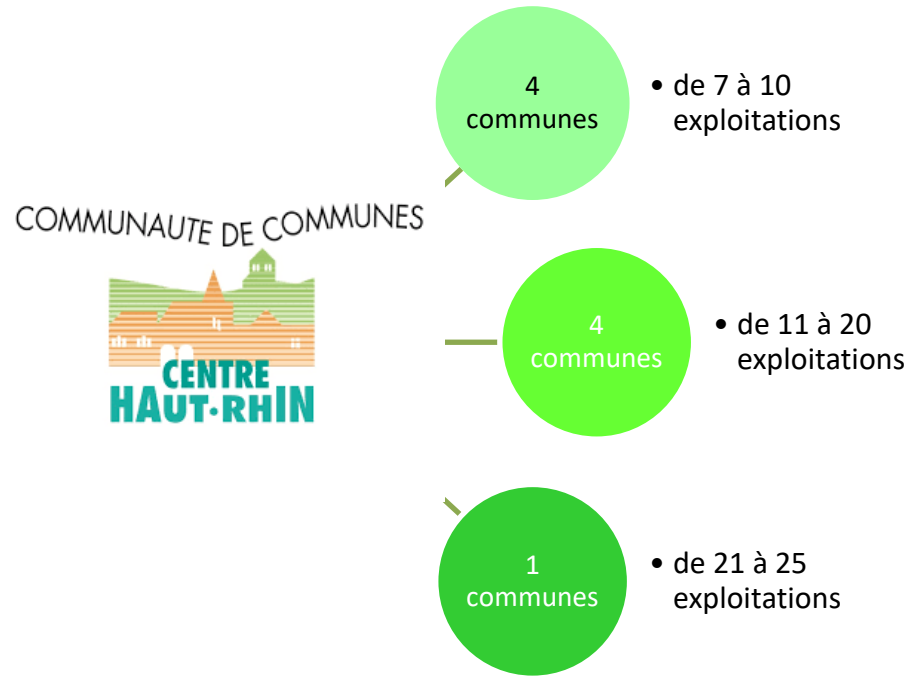 COMMUNAUTE DE COMMUNES
CENTRE
HAUT·RHIN
4
communes
• de 7 à 10
exploitations
4
communes
• de 11 à 20
exploitations
1
communes
• de 21 à 25
exploitations